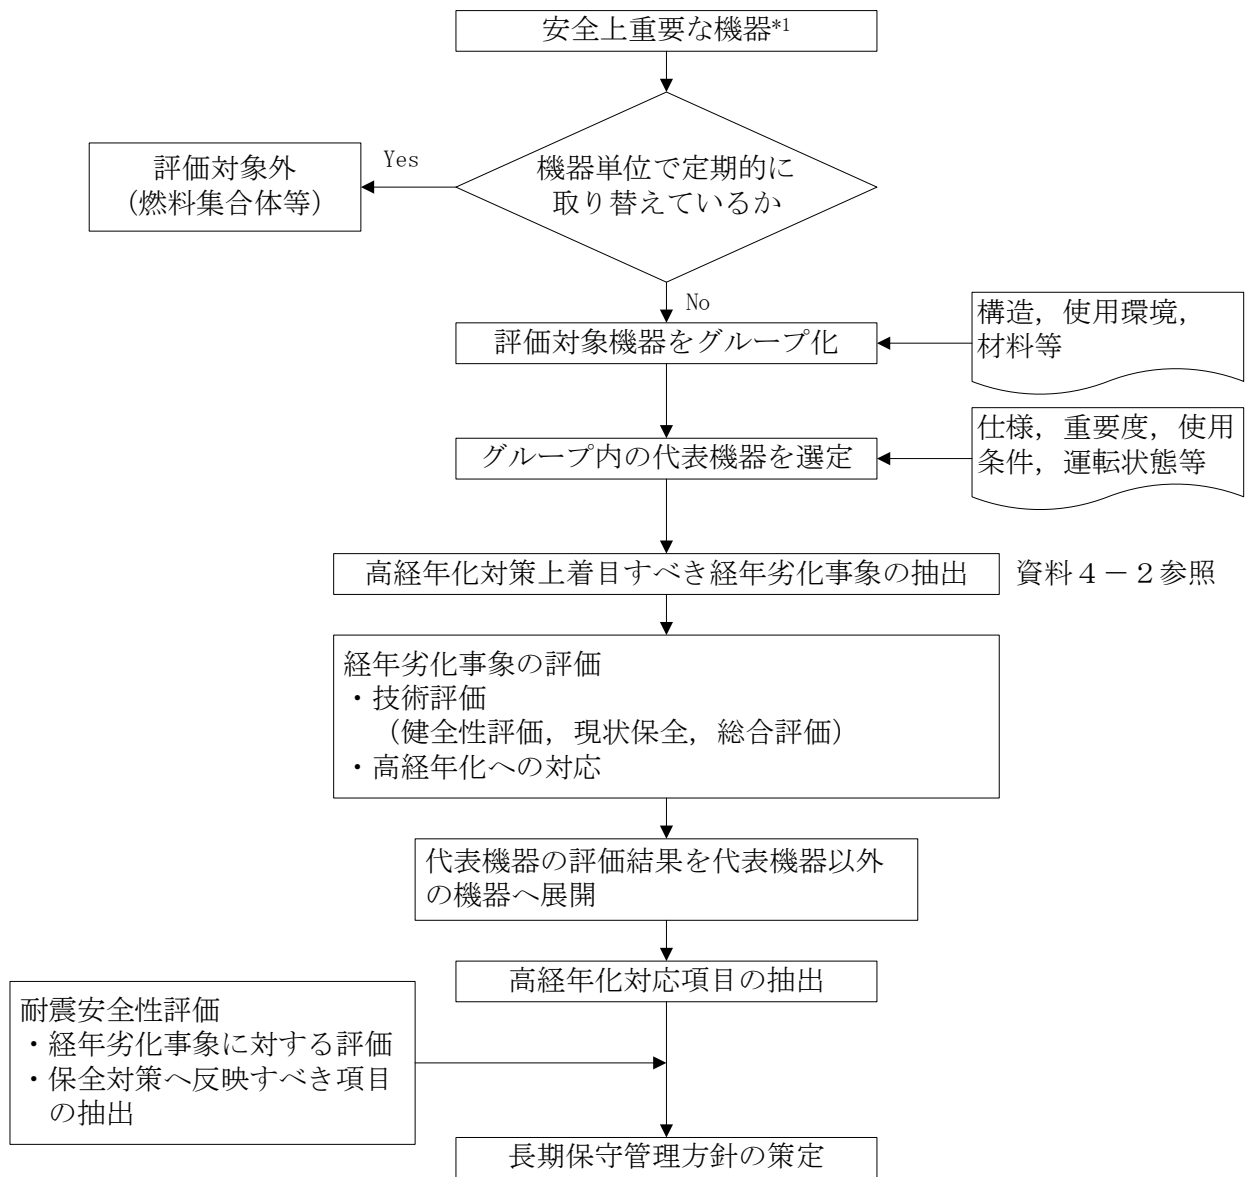 安全上重要な機器*1
機器単位で定期的に
取り替えているか
Yes
評価対象外
（燃料集合体等）
No
評価対象機器をグループ化
構造，使用環境，
材料等
グループ内の代表機器を選定
仕様，重要度，使用
条件，運転状態等
高経年化対策上着目すべき経年劣化事象の抽出
資料４－２参照
経年劣化事象の評価
・技術評価
（健全性評価，現状保全，総合評価）
・高経年化への対応
代表機器の評価結果を代表機器以外
の機器へ展開
高経年化対応項目の抽出
耐震安全性評価
・経年劣化事象に対する評価
・保全対策へ反映すべき項目
の抽出
長期保守管理方針の策定